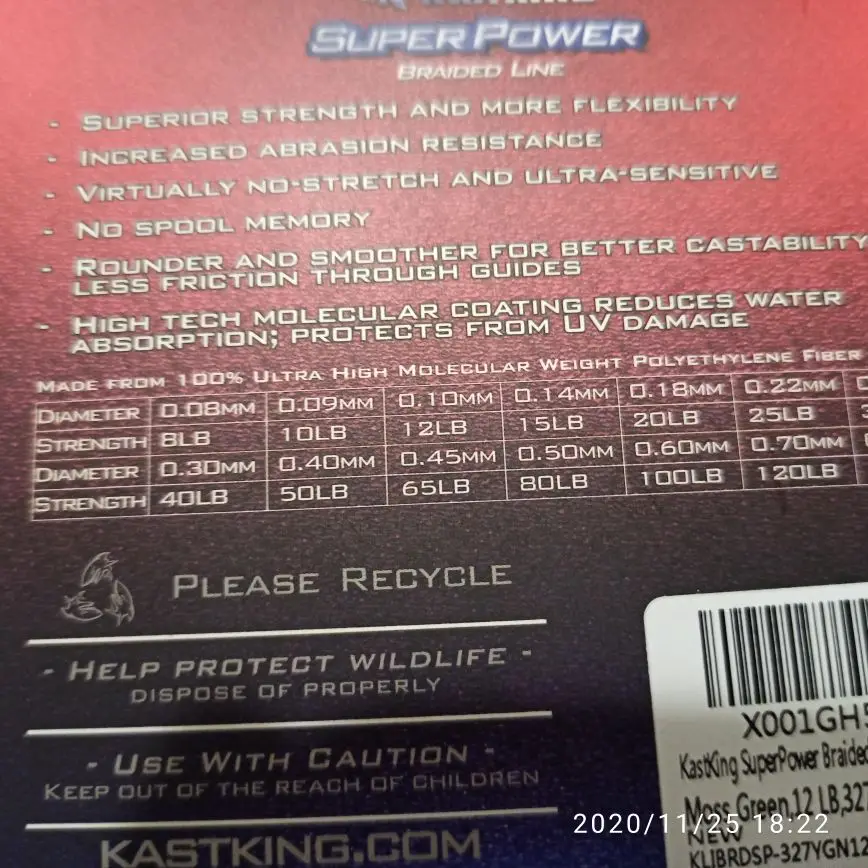 SUPERPOWER
BRAIDED LINE
- SUPERIOR STRENGTH AND MORE FLEXIBILITY
- INCREASED ABRASION RESISTANCE
- VIRTUALLY NO-STRETCH AND ULTRA-SENSITIVE
- NO SPOOL MEMORY
- ROUNDER AND SMOOTHER FOR BETTER CASTABILITY
LESS FRICTION THROUGH GUIDES
- HIGH TECH MOLECULAR COATING REDUCES WATER
ABSORPTION; PROTECTS FROM UV DAMAGE
MADE FROM 100% ULTRA HIGH MOLECULAR WEIGHT POLYETHYLENE FIBER
DIAMETER 0.08MM 0.09MM 0.10MM 0.14MM 0.18MM 0.22MM
STRENGTH 8LB 10LB 12LB 15LB 20LB 25LB
DIAMETER 0.30MM 0.40MM 0.45MM 0.50MM 0.60MM 0.70MM
STRENGTH 40LB 50LB 65LB 80LB 100LB 120LB
PLEASE RECYCLE
- HELP PROTECT WILDLIFE -
DISPOSE OF PROPERLY
- USE WITH CAUTION -
KEEP OUT OF THE REACH OF CHILDREN
KASTKING.COM
X001GH
KastKing SuperPower Braided
Moss Green,12 LB,327
New
KLIBRDSP-327YGN12
2020/11/25 18:22